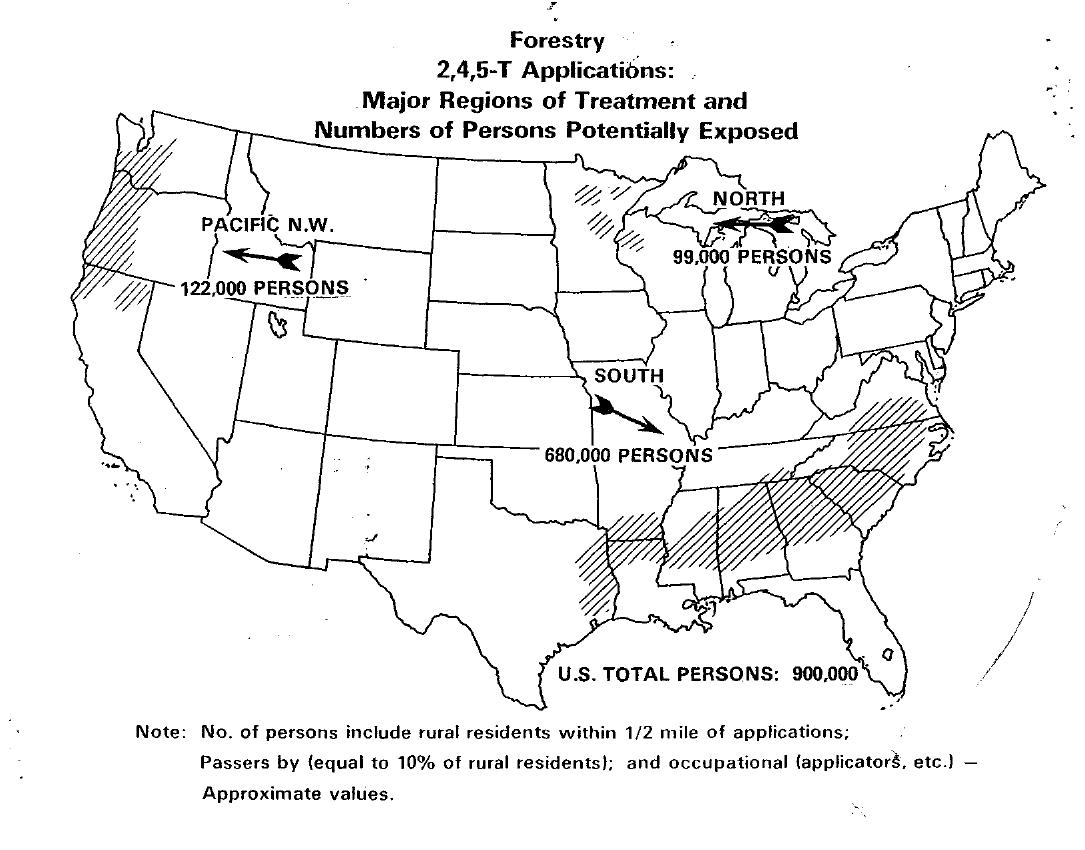 Forestry
2,4,5-T Applications:
Major Regions of Treatment and
Numbers of Persons Potentially Exposed
NORTH
PACIFIC N.W.
99,000 PERSONS
122,000 PERSONS
SOUTH
680,000 PERSONS
U.S. TOTAL PERSONS: 900,000
Note: No. of persons include rural residents within 1/2 mile of applications;
Passers by (equal to 10% of rural residents); and occupational (applicators, etc.) —
Approximate values.